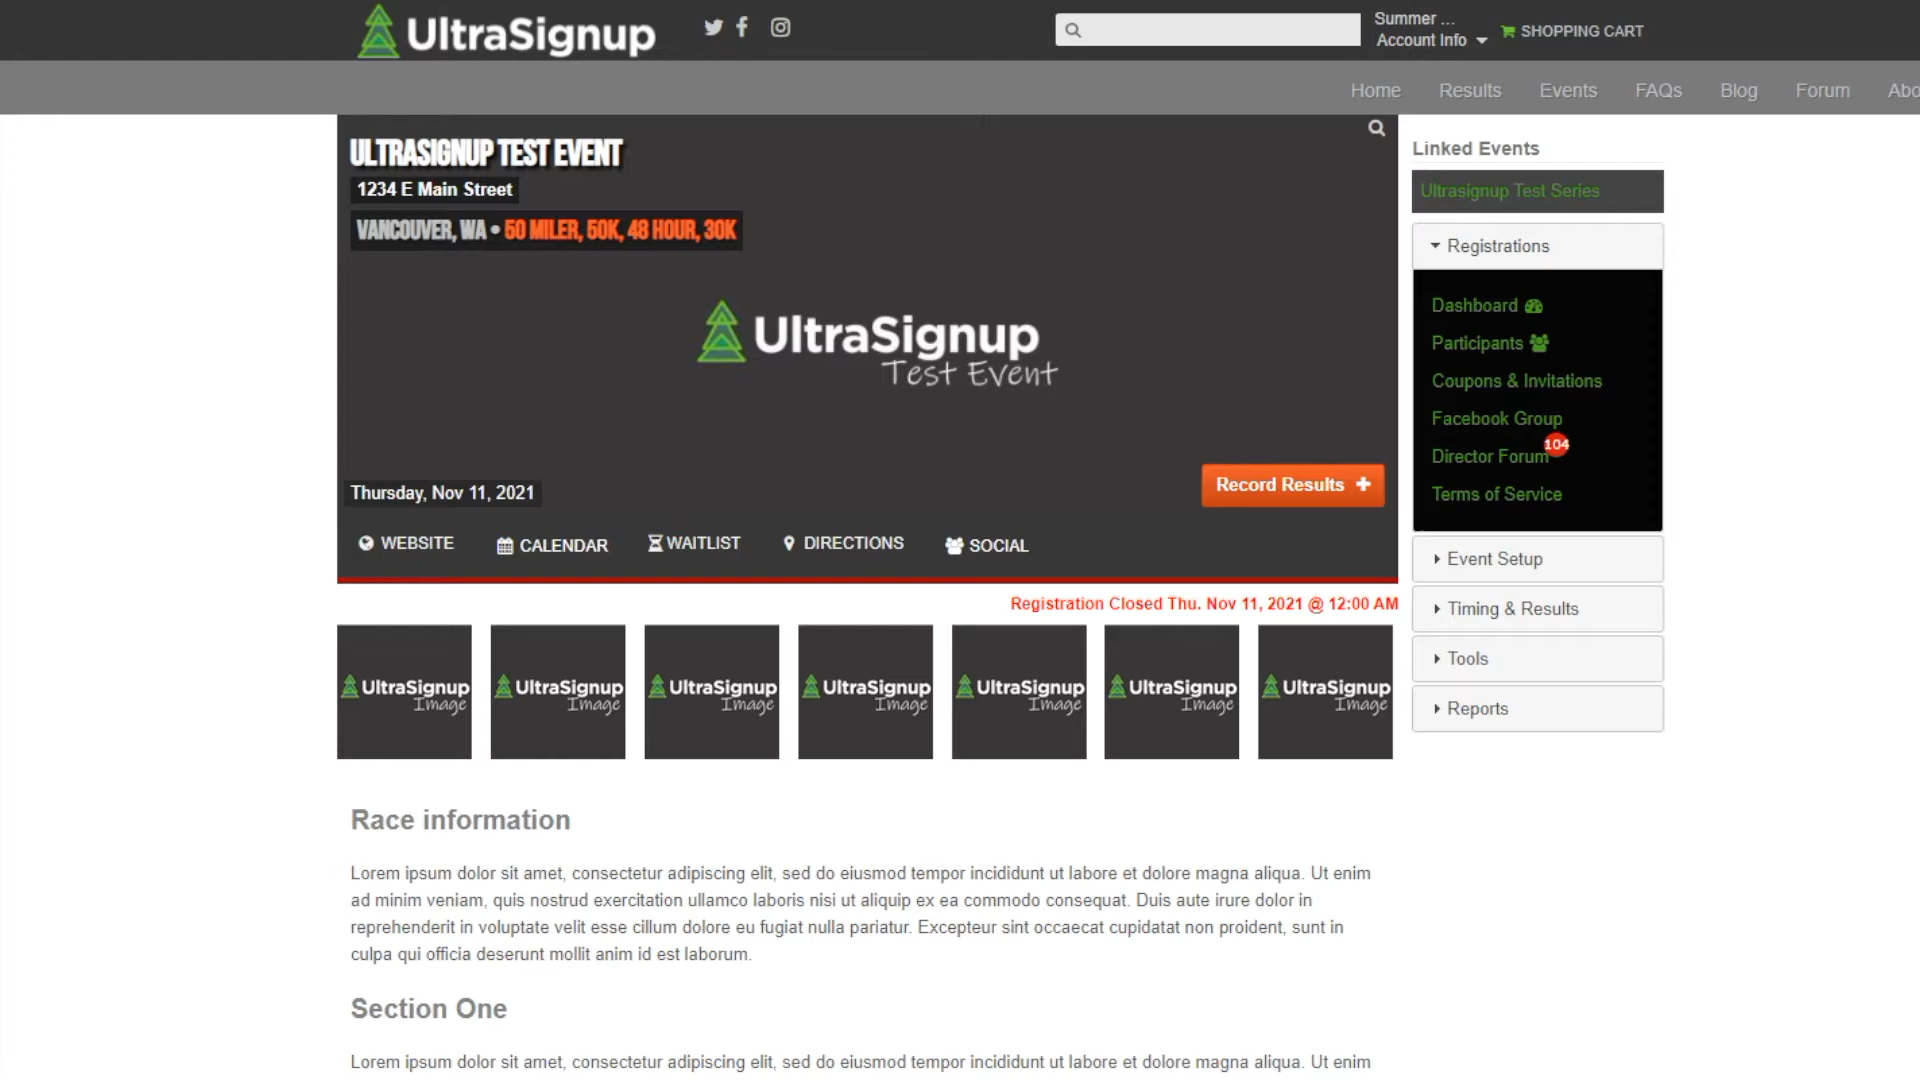 UltraSignup
Summer ...
Account Info
SHOPPING CART
Home Results Events FAQs Blog Forum Abo
ULTRASIGNUP TEST EVENT
1234 E Main Street
VANCOUVER, WA • 50 MILER, 50K, 48 HOUR, 30K
UltraSignup
Test Event
Thursday, Nov 11, 2021
Record Results
WEBSITE CALENDAR WAITLIST DIRECTIONS SOCIAL
Registration Closed Thu. Nov 11, 2021 @ 12:00 AM
UltraSignup Image
UltraSignup Image
UltraSignup Image
UltraSignup Image
UltraSignup Image
UltraSignup Image
UltraSignup Image
Race information
Lorem ipsum dolor sit amet, consectetur adipiscing elit, sed do eiusmod tempor incididunt ut labore et dolore magna aliqua. Ut enim
ad minim veniam, quis nostrud exercitation ullamco laboris nisi ut aliquip ex ea commodo consequat. Duis aute irure dolor in
reprehenderit in voluptate velit esse cillum dolore eu fugiat nulla pariatur. Excepteur sint occaecat cupidatat non proident, sunt in
culpa qui officia deserunt mollit anim id est laborum.
Section One
Lorem ipsum dolor sit amet, consectetur adipiscing elit, sed do eiusmod tempor incididunt ut labore et dolore magna aliqua. Ut enim
Linked Events
Ultrasignup Test Series
Registrations
Dashboard
Participants
Coupons & Invitations
Facebook Group
Director Forum 104
Terms of Service
Event Setup
Timing & Results
Tools
Reports